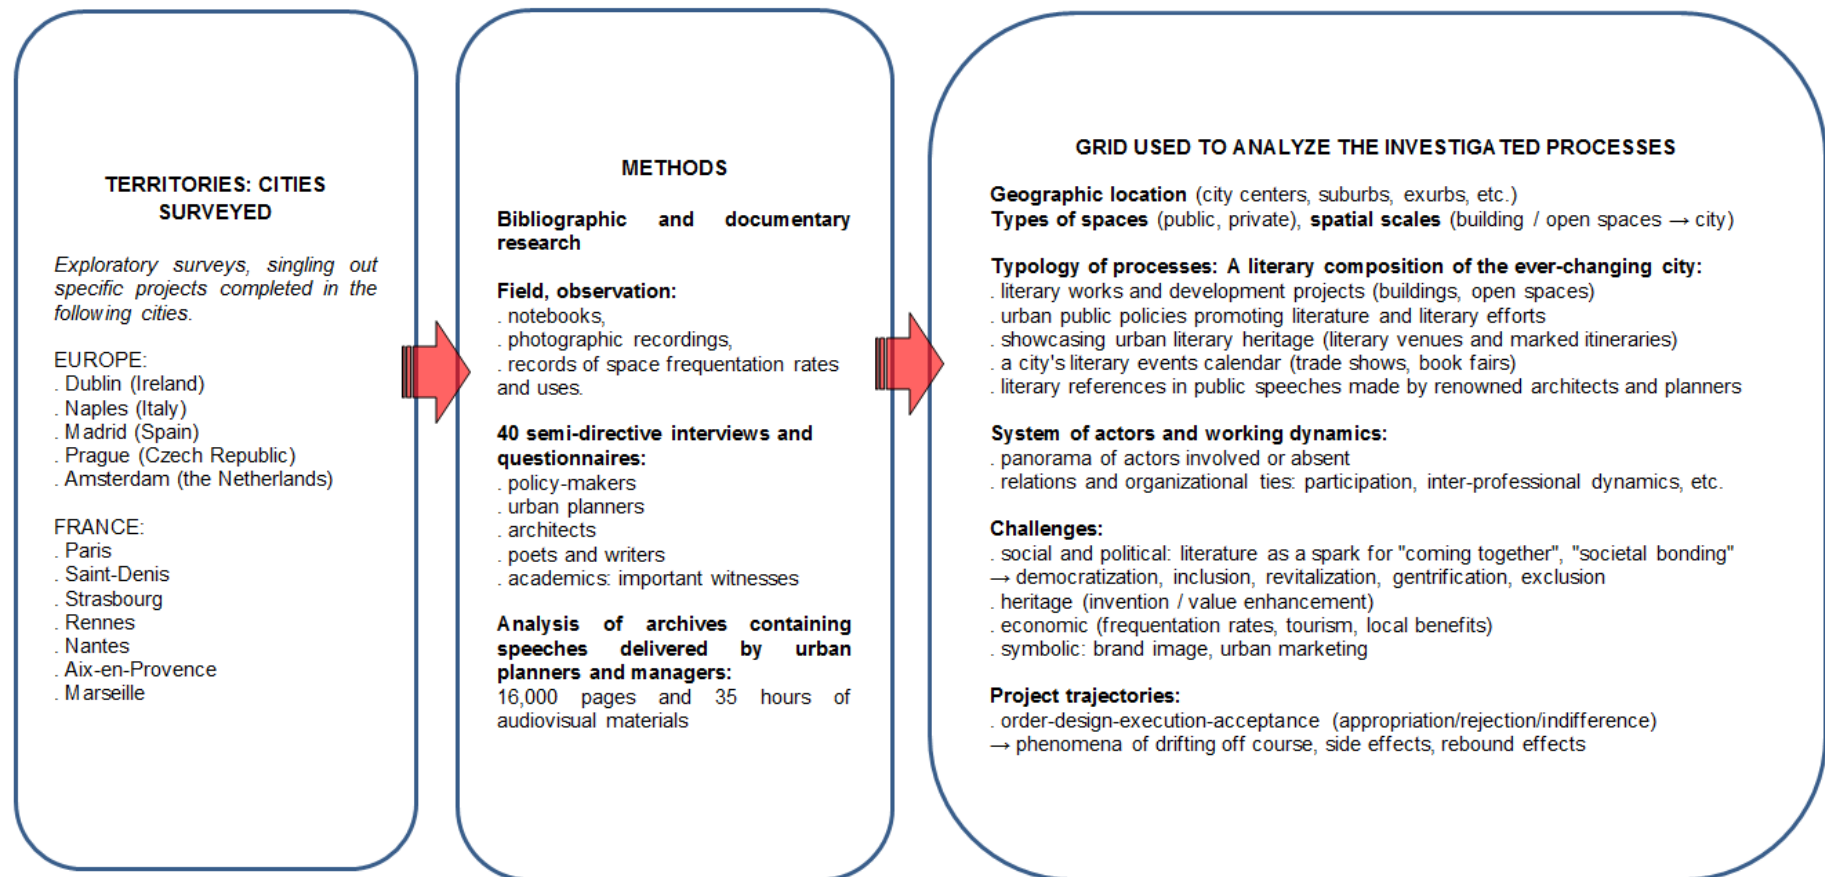 TERRITORIES: CITIES
SURVEYED
Exploratory surveys, singling out
specific projects completed in the
following cities.
EUROPE:
. Dublin (Ireland)
. Naples (Italy)
. Madrid (Spain)
. Prague (Czech Republic)
. Amsterdam (the Netherlands)
FRANCE:
. Paris
. Saint-Denis
. Strasbourg
. Rennes
. Nantes
. Aix-en-Provence
. Marseille
METHODS
Bibliographic and documentary
research
Field, observation:
. notebooks,
. photographic recordings,
. records of space frequentation rates
and uses.
40 semi-directive interviews and
questionnaires:
. policy-makers
. urban planners
. architects
. poets and writers
. academics: important witnesses
Analysis of archives containing
speeches delivered by urban
planners and managers:
16,000 pages and 35 hours of
audiovisual materials
GRID USED TO ANALYZE THE INVESTIGATED PROCESSES
Geographic location (city centers, suburbs, exurbs, etc.)
Types of spaces (public, private), spatial scales (building / open spaces → city)
Typology of processes: A literary composition of the ever-changing city:
. literary works and development projects (buildings, open spaces)
. urban public policies promoting literature and literary efforts
. showcasing urban literary heritage (literary venues and marked itineraries)
. a city's literary events calendar (trade shows, book fairs)
. literary references in public speeches made by renowned architects and planners
System of actors and working dynamics:
. panorama of actors involved or absent
. relations and organizational ties: participation, inter-professional dynamics, etc.
Challenges:
. social and political: literature as a spark for "coming together", "societal bonding"
→ democratization, inclusion, revitalization, gentrification, exclusion
. heritage (invention / value enhancement)
. economic (frequentation rates, tourism, local benefits)
. symbolic: brand image, urban marketing
Project trajectories:
. order-design-execution-acceptance (appropriation/rejection/indifference)
→ phenomena of drifting off course, side effects, rebound effects